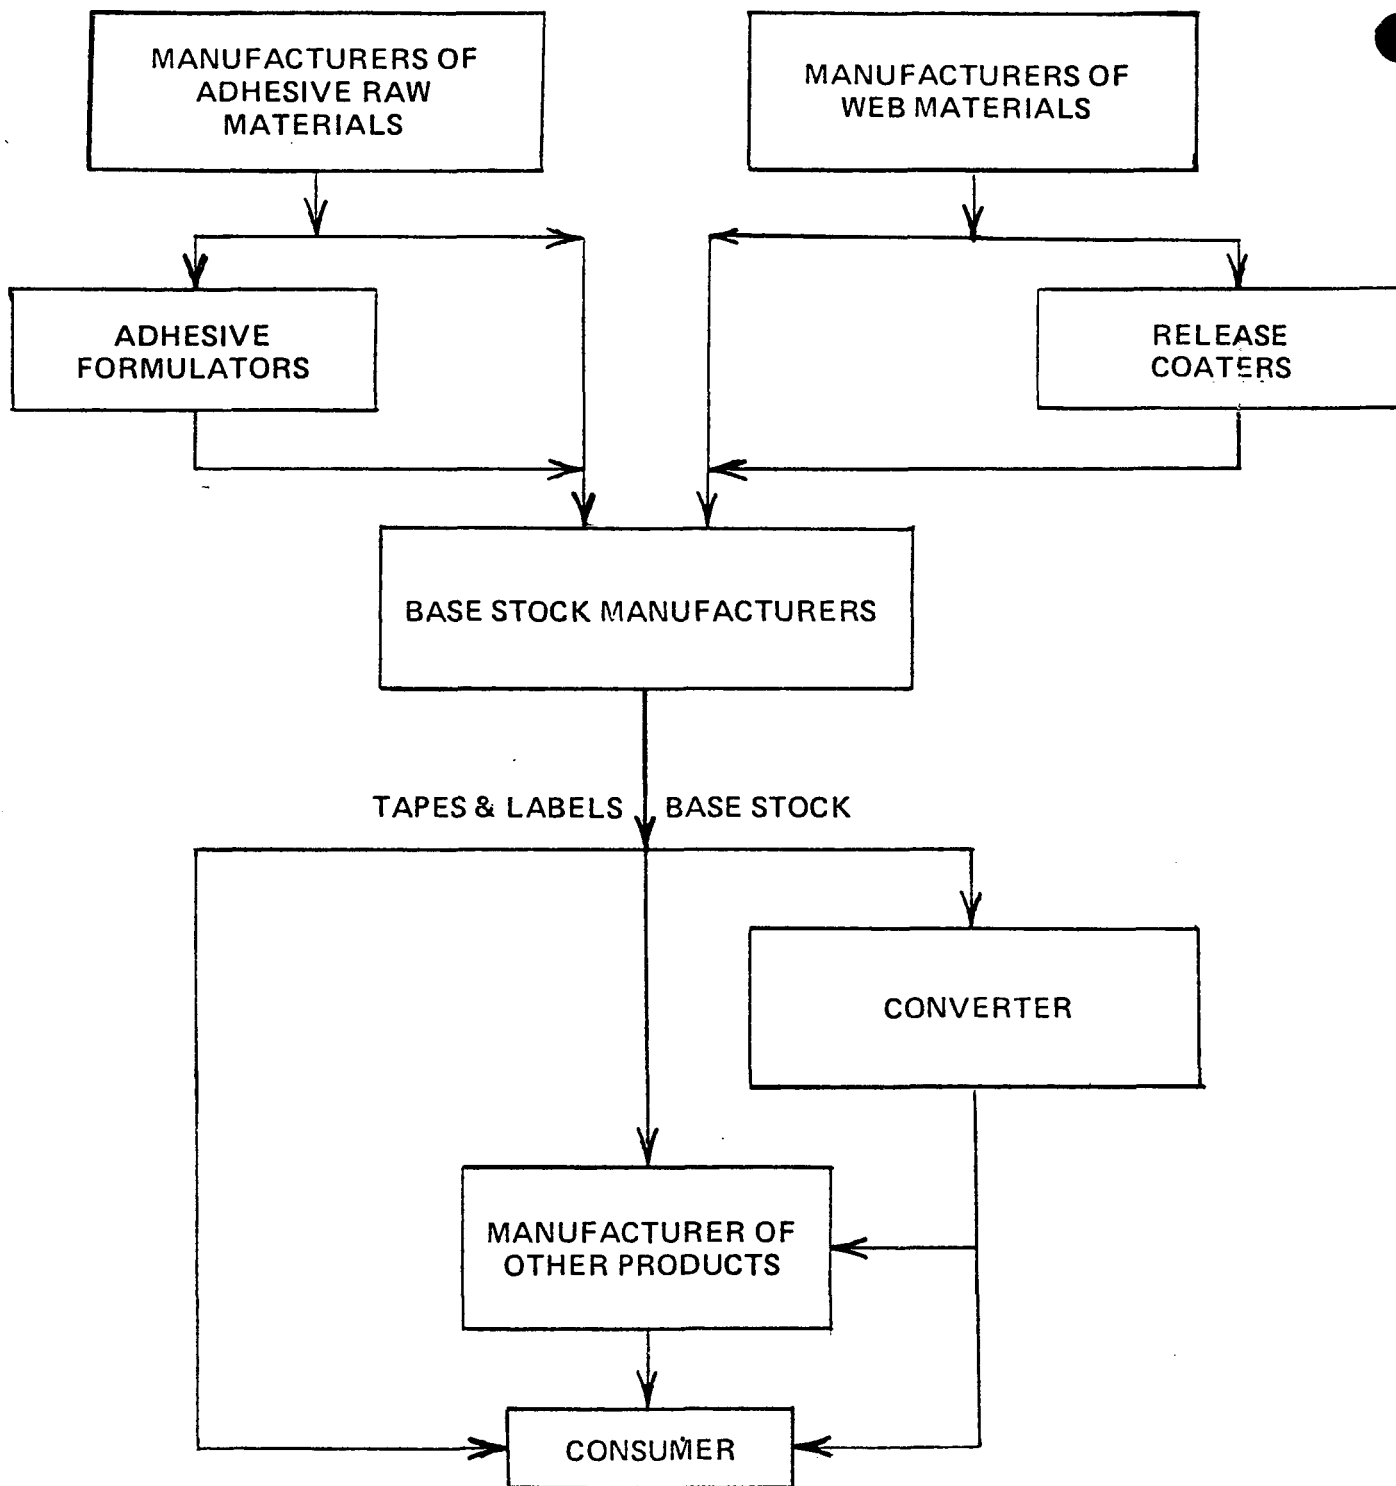 MANUFACTURERS OF
ADHESIVE RAW
MATERIALS
MANUFACTURERS OF
WEB MATERIALS
ADHESIVE
FORMULATORS
RELEASE
COATERS
BASE STOCK MANUFACTURERS
TAPES & LABELS BASE STOCK
CONVERTER
MANUFACTURER OF
OTHER PRODUCTS
CONSUMER